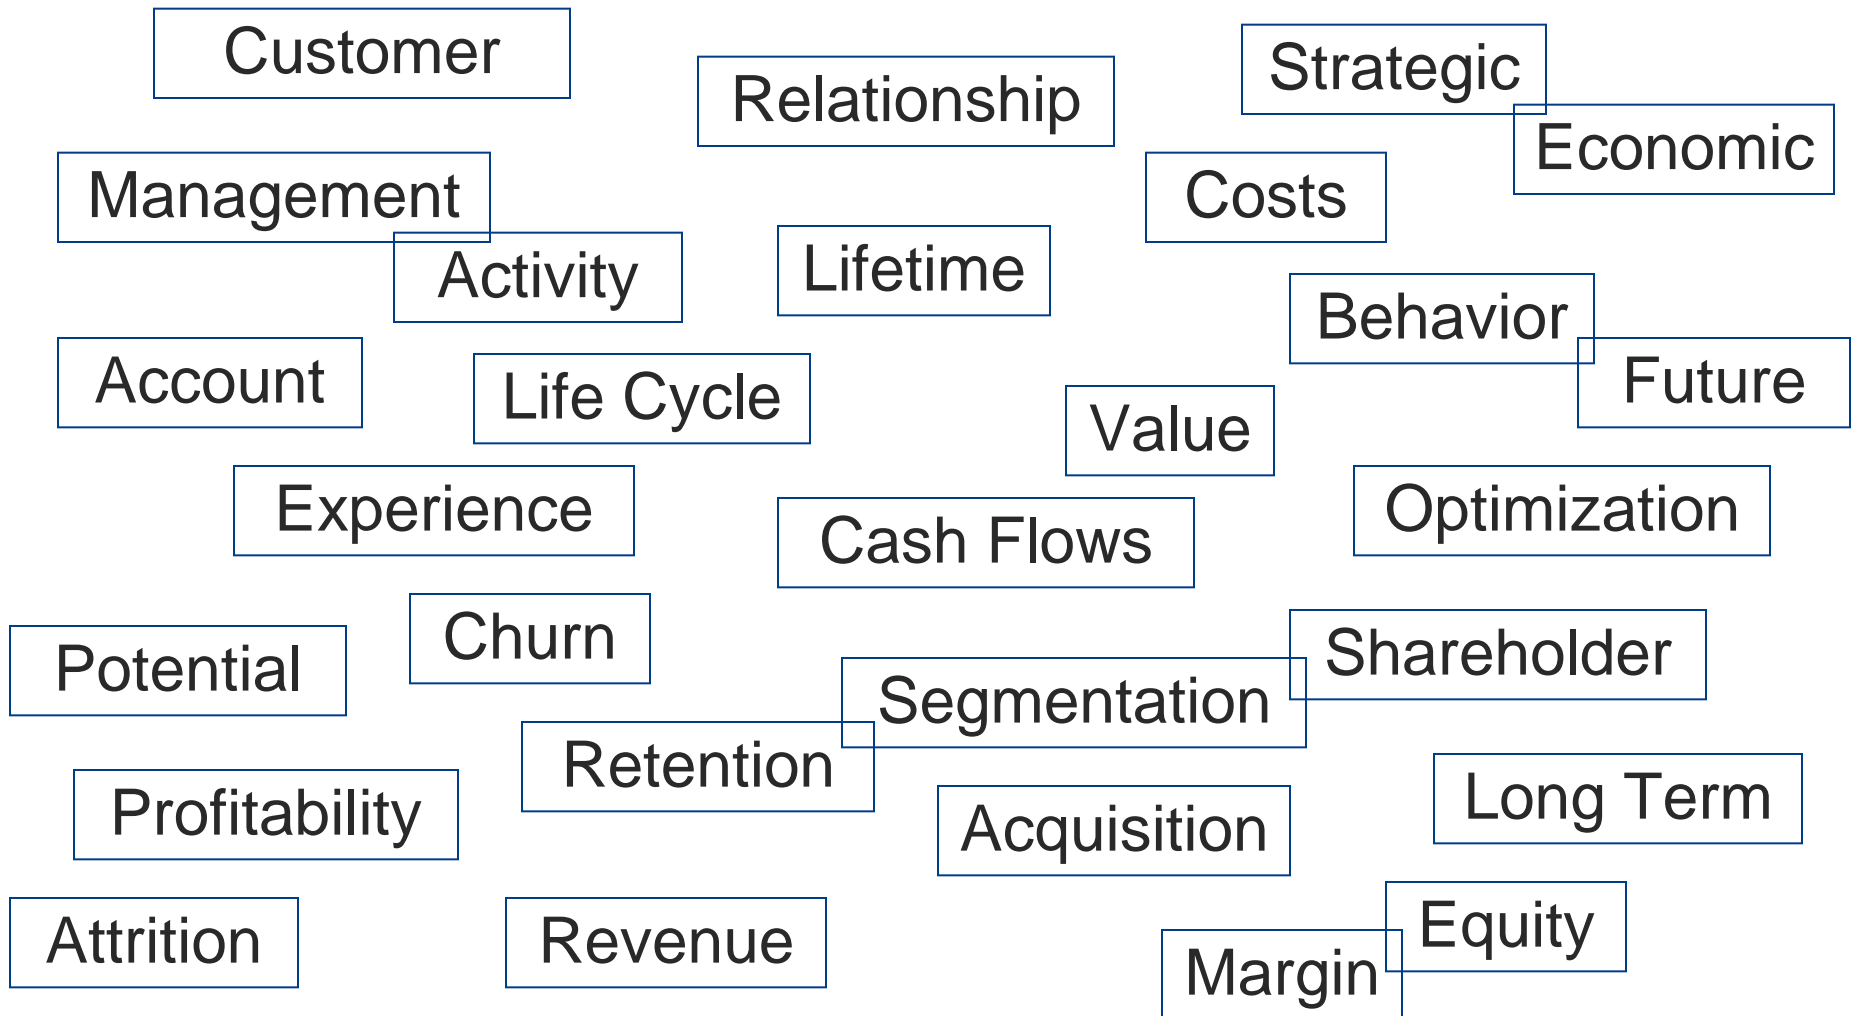 Customer
Relationship
Strategic
Economic
Management
Costs
Activity
Lifetime
Behavior
Account
Life Cycle
Value
Future
Experience
Cash Flows
Optimization
Potential
Churn
Segmentation
Shareholder
Retention
Profitability
Acquisition
Long Term
Attrition
Revenue
Margin
Equity